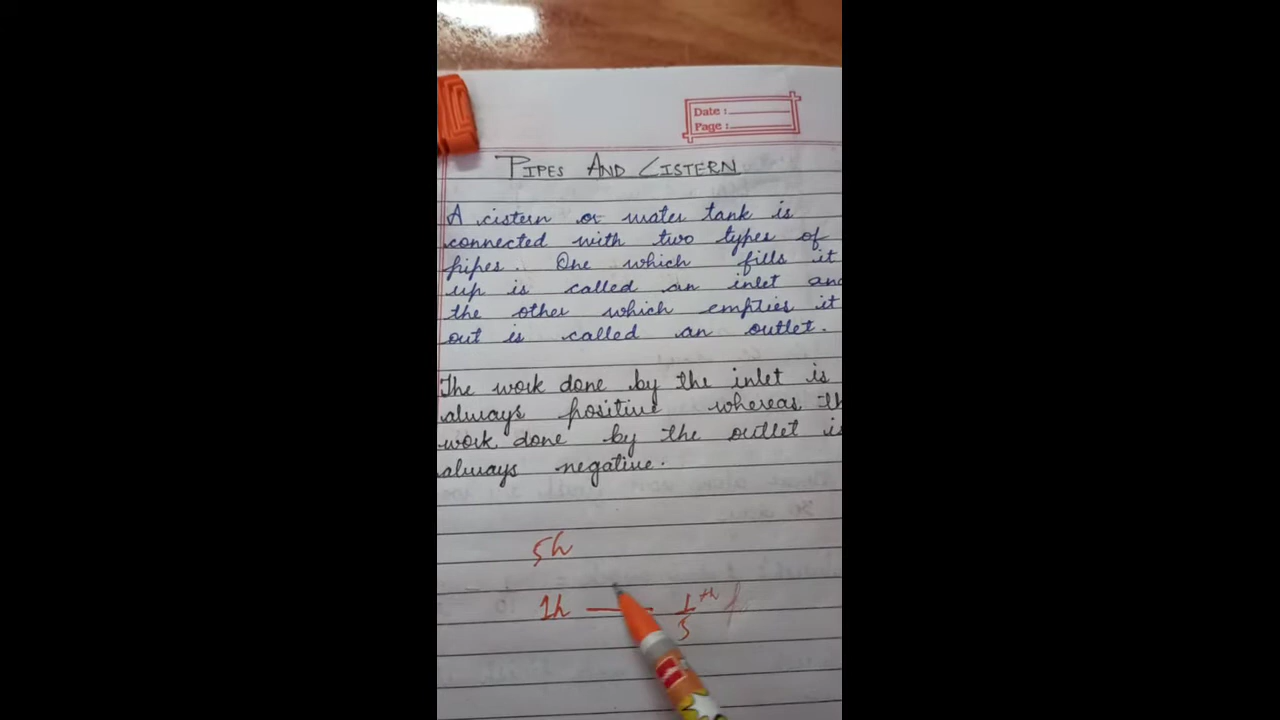 Date :
Page :
PIPES AND CISTERN
A cistern or water tank is
connected with two types of
pipes. One which fills it
up is called an inlet and
the other which empties it
out is called an outlet.
The work done by the inlet is
always positive whereas th
work done by the outlet is
always negative.
5h
1h — 1/5 th